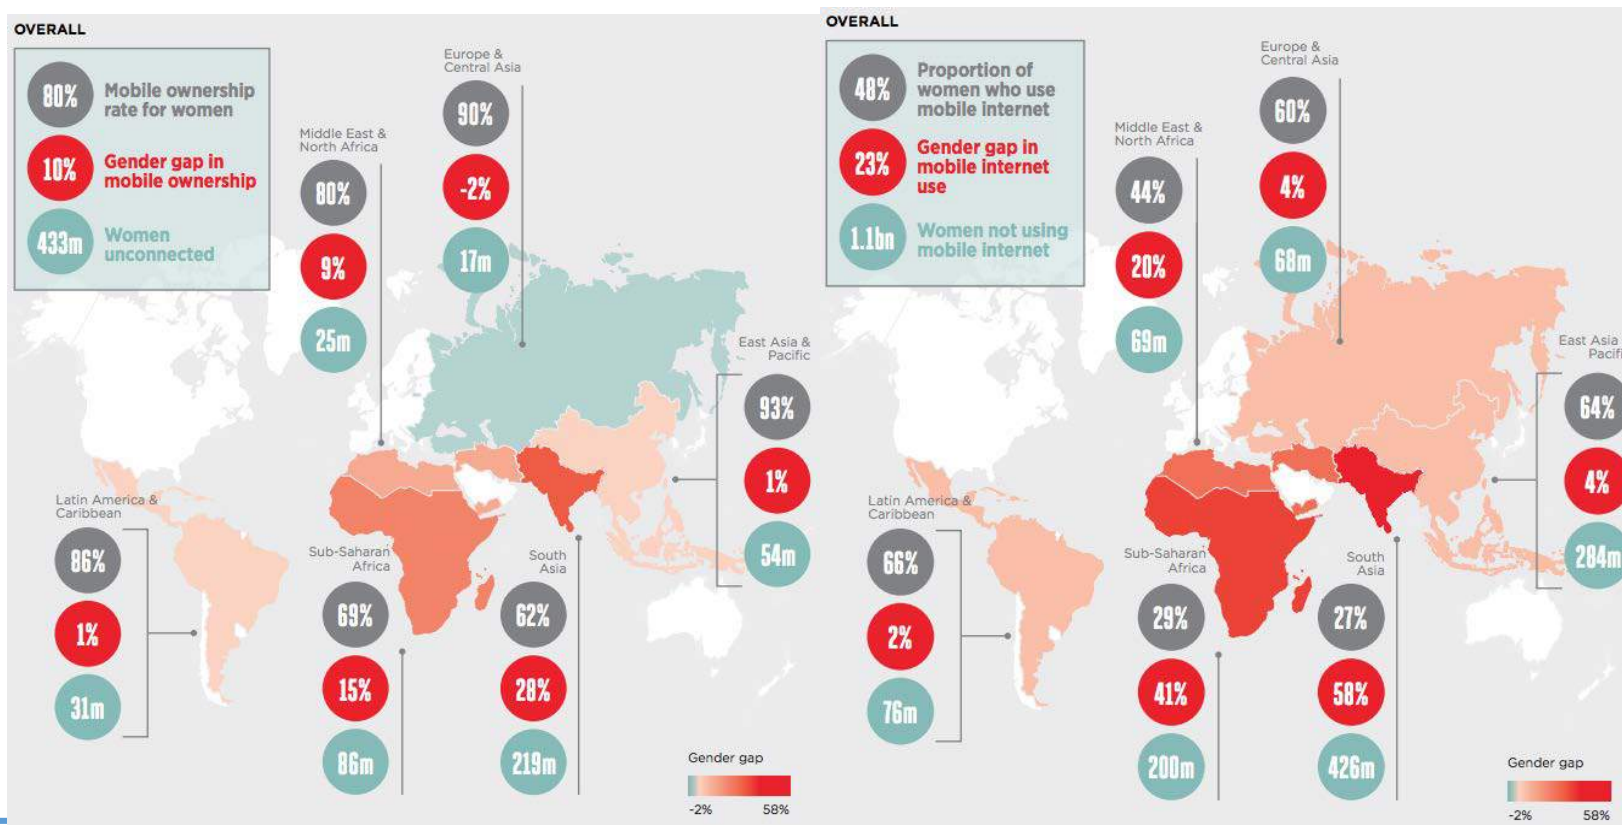 OVERALL
80%
Mobile ownership
rate for women
10%
Gender gap in
mobile ownership
433m
Women
unconnected
Europe &
Central Asia
90%
-2%
17m
Middle East &
North Africa
80%
9%
25m
East Asia &
Pacific
93%
1%
54m
Latin America &
Caribbean
86%
1%
31m
Sub-Saharan
Africa
69%
15%
86m
South
Asia
62%
28%
219m
Gender gap
-2%
58%
OVERALL
48%
Proportion of
women who use
mobile internet
23%
Gender gap in
mobile internet
use
1.1bn
Women not using
mobile internet
Europe &
Central Asia
60%
4%
68m
Middle East &
North Africa
44%
20%
69m
East Asia
Pacifi
64%
4%
284m
Latin America &
Caribbean
66%
2%
76m
Sub-Saharan
Africa
29%
41%
200m
South
Asia
27%
58%
426m
Gender gap
-2%
58%